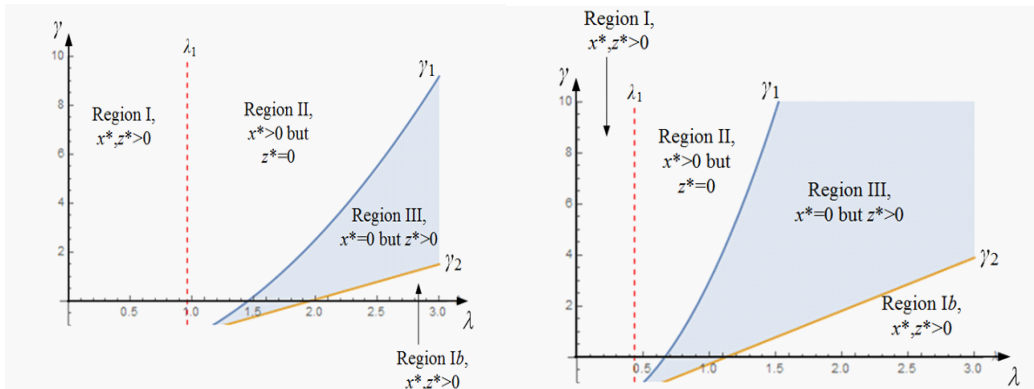 γ
λ₁
γ₁
10
8
6
4
2
Region I,
x*,z*>0
Region II,
x*>0 but
z*=0
Region III,
x*=0 but z*>0
γ₂
0.5
1.0
1.5
2.0
2.5
3.0
λ
Region Ib,
x*,z*>0
Region I,
x*,z*>0
γ
λ₁
γ₁
10
8
6
4
2
Region II,
x*>0 but
z*=0
Region III,
x*=0 but z*>0
γ₂
Region Ib,
x*,z*>0
0.5
1.0
1.5
2.0
2.5
3.0
λ